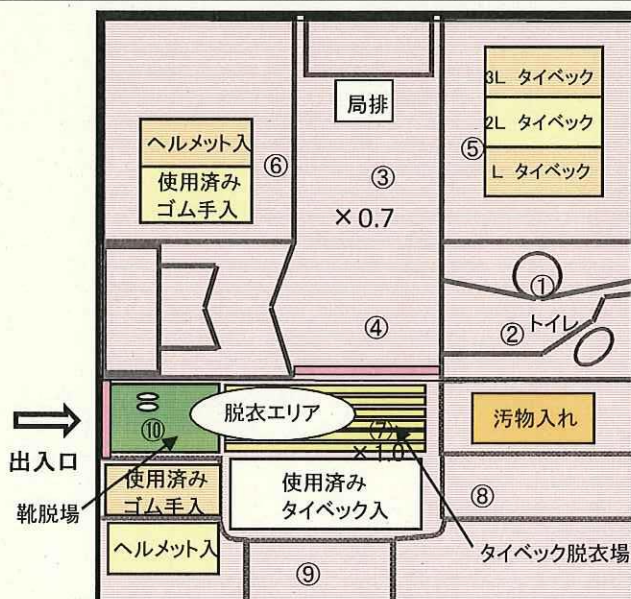 局排
3L タイベック
2L タイベック
L タイベック
⑤
ヘルメット入
使用済み
ゴム手入
⑥
③
×0.7
①
④
②
トイレ
出入口
⑩
脱衣エリア
(7)
×1.0
汚物入れ
靴脱場
使用済み
ゴム手入
使用済み
タイベック入
⑧
ヘルメット入
タイベック脱衣場
⑨